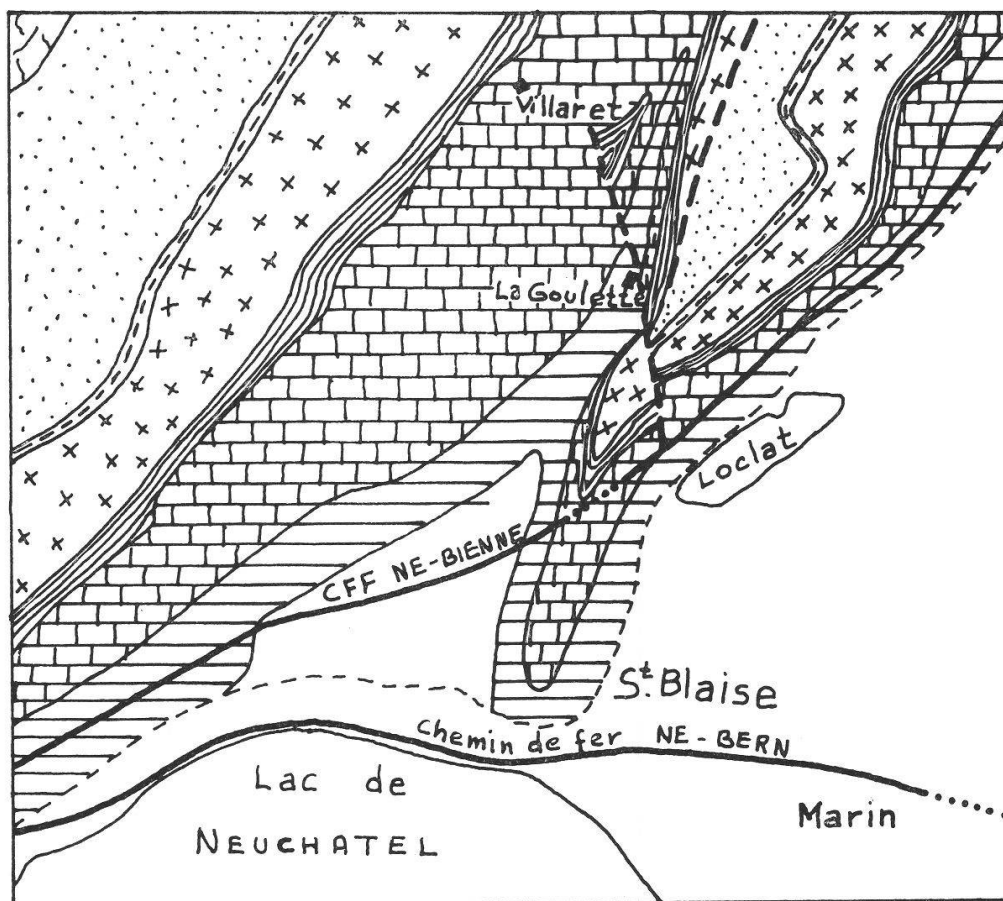 Villaret
La Goulette
Loclat
CFF NE-BIENNE
St. Blaise
Chemin de fer NE-BERN
Lac de
NEUCHATEL
Marin